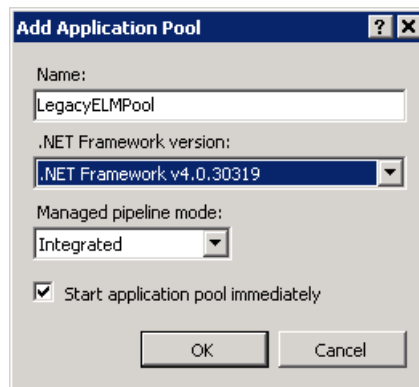 Add Application Pool
Name:
LegacyELMPool
.NET Framework version:
.NET Framework v4.0.30319
Managed pipeline mode:
Integrated
Start application pool immediately
OK Cancel